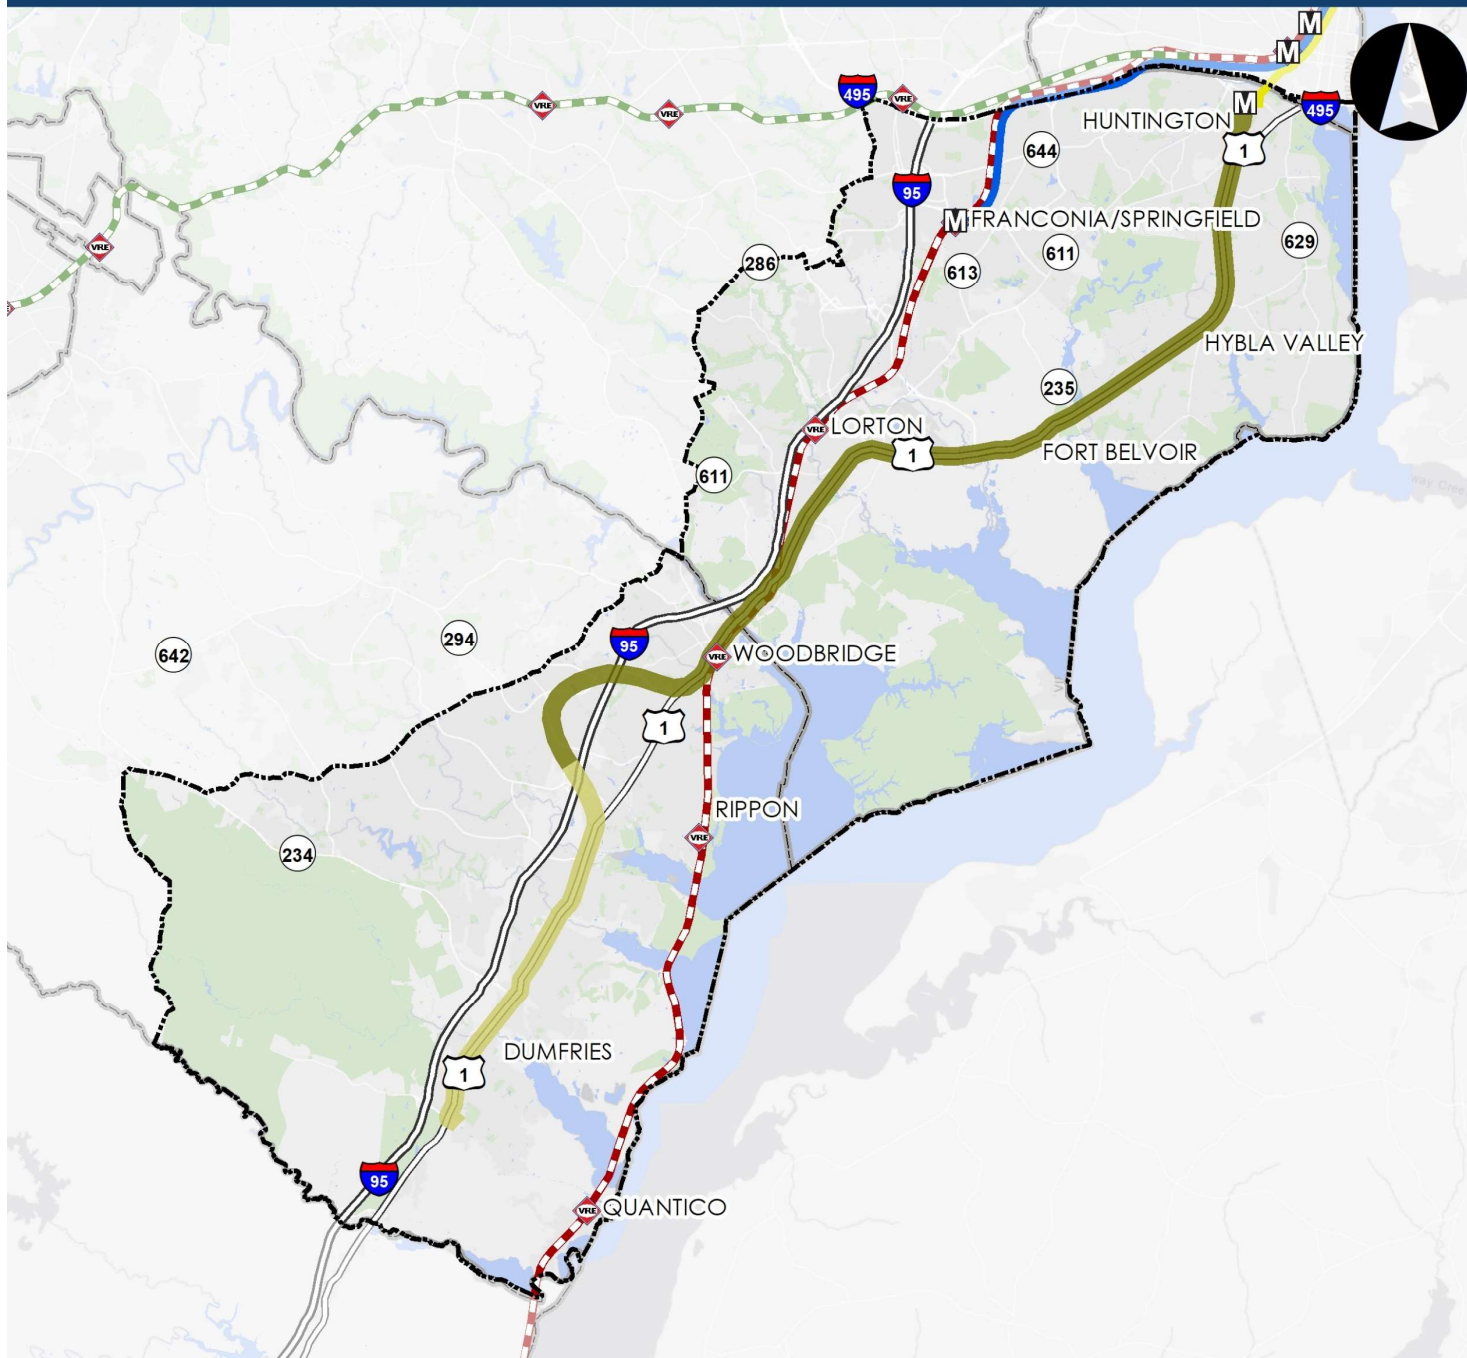 M
M
495
VRE
M
495
VRE
VRE
HUNTINGTON
1
644
95
M
FRANCONIA/SPRINGFIELD
629
VRE
286
611
613
HYBLA VALLEY
235
VRE
LORTON
1
FORT BELVOIR
611
294
642
95
VRE
WOODBRIDGE
1
RIPPON
VRE
234
DUMFRIES
1
95
VRE
QUANTICO